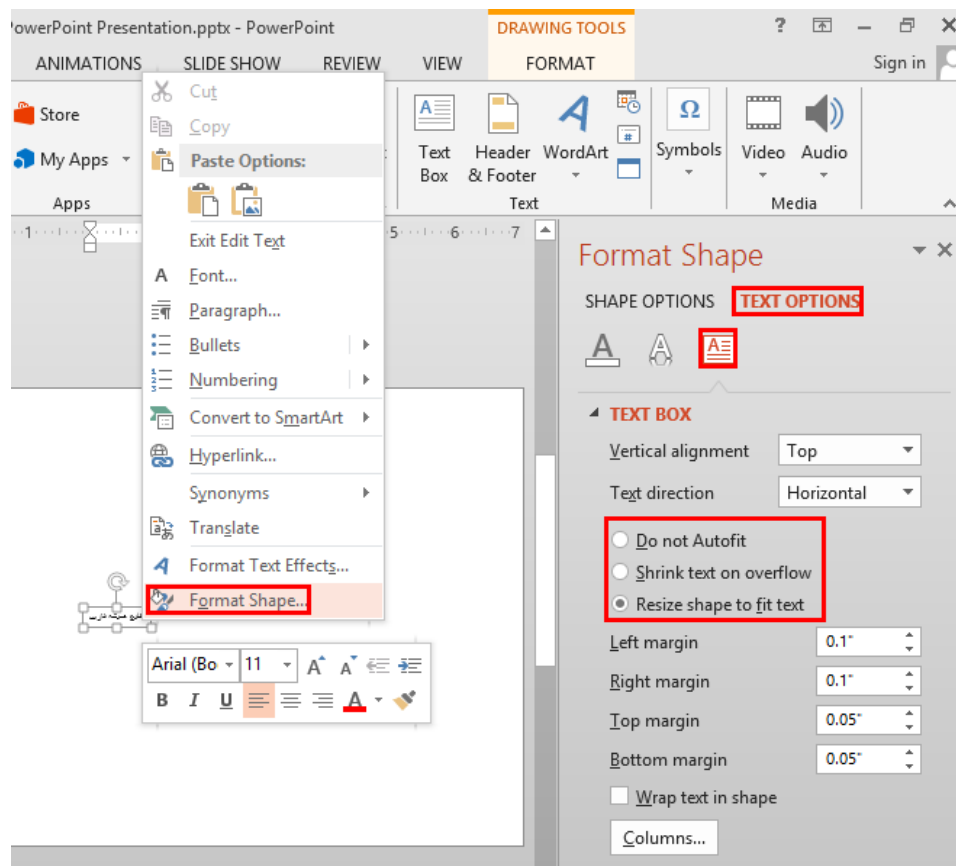 PowerPoint Presentation.pptx - PowerPoint
DRAWING TOOLS
?
ANIMATIONS SLIDE SHOW REVIEW VIEW FORMAT Sign in
Store
My Apps
Apps
Text Box
Header & Footer
WordArt
#
Text
Ω
Symbols
Video
Audio
Media
Cut
Copy
Paste Options:
Exit Edit Text
A Font...
Paragraph...
Bullets
Numbering
Convert to SmartArt
Hyperlink...
Synonyms
Translate
Format Text Effects...
Format Shape...
Arial (Bo 11 A A
B I U A
1 5 6 7
Format Shape
SHAPE OPTIONS TEXT OPTIONS
TEXT BOX
Vertical alignment Top
Text direction Horizontal
Do not Autofit
Shrink text on overflow
Resize shape to fit text
Left margin 0.1"
Right margin 0.1"
Top margin 0.05"
Bottom margin 0.05"
Wrap text in shape
Columns...